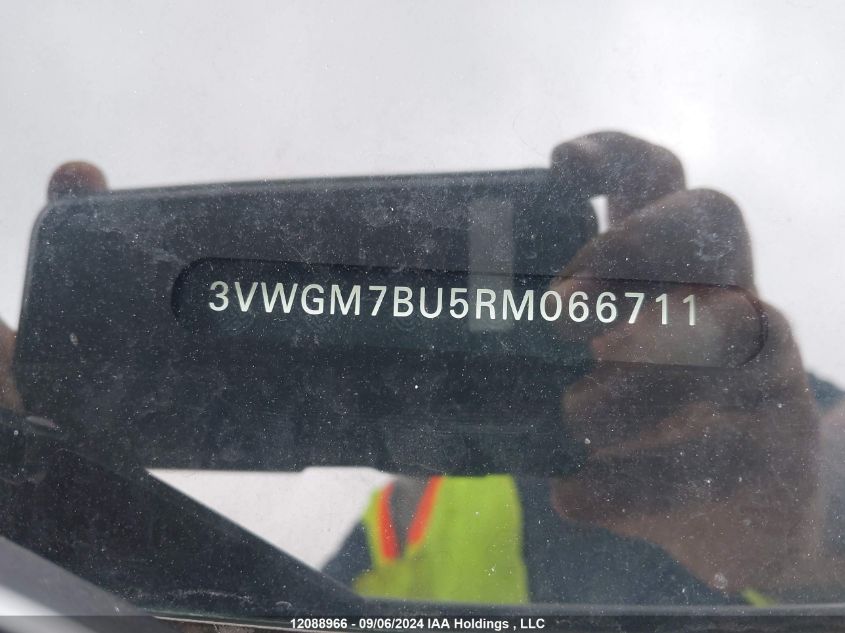 3VWGM7BU5RM066711
12088966 - 09/06/2024 IAA Holdings , LLC